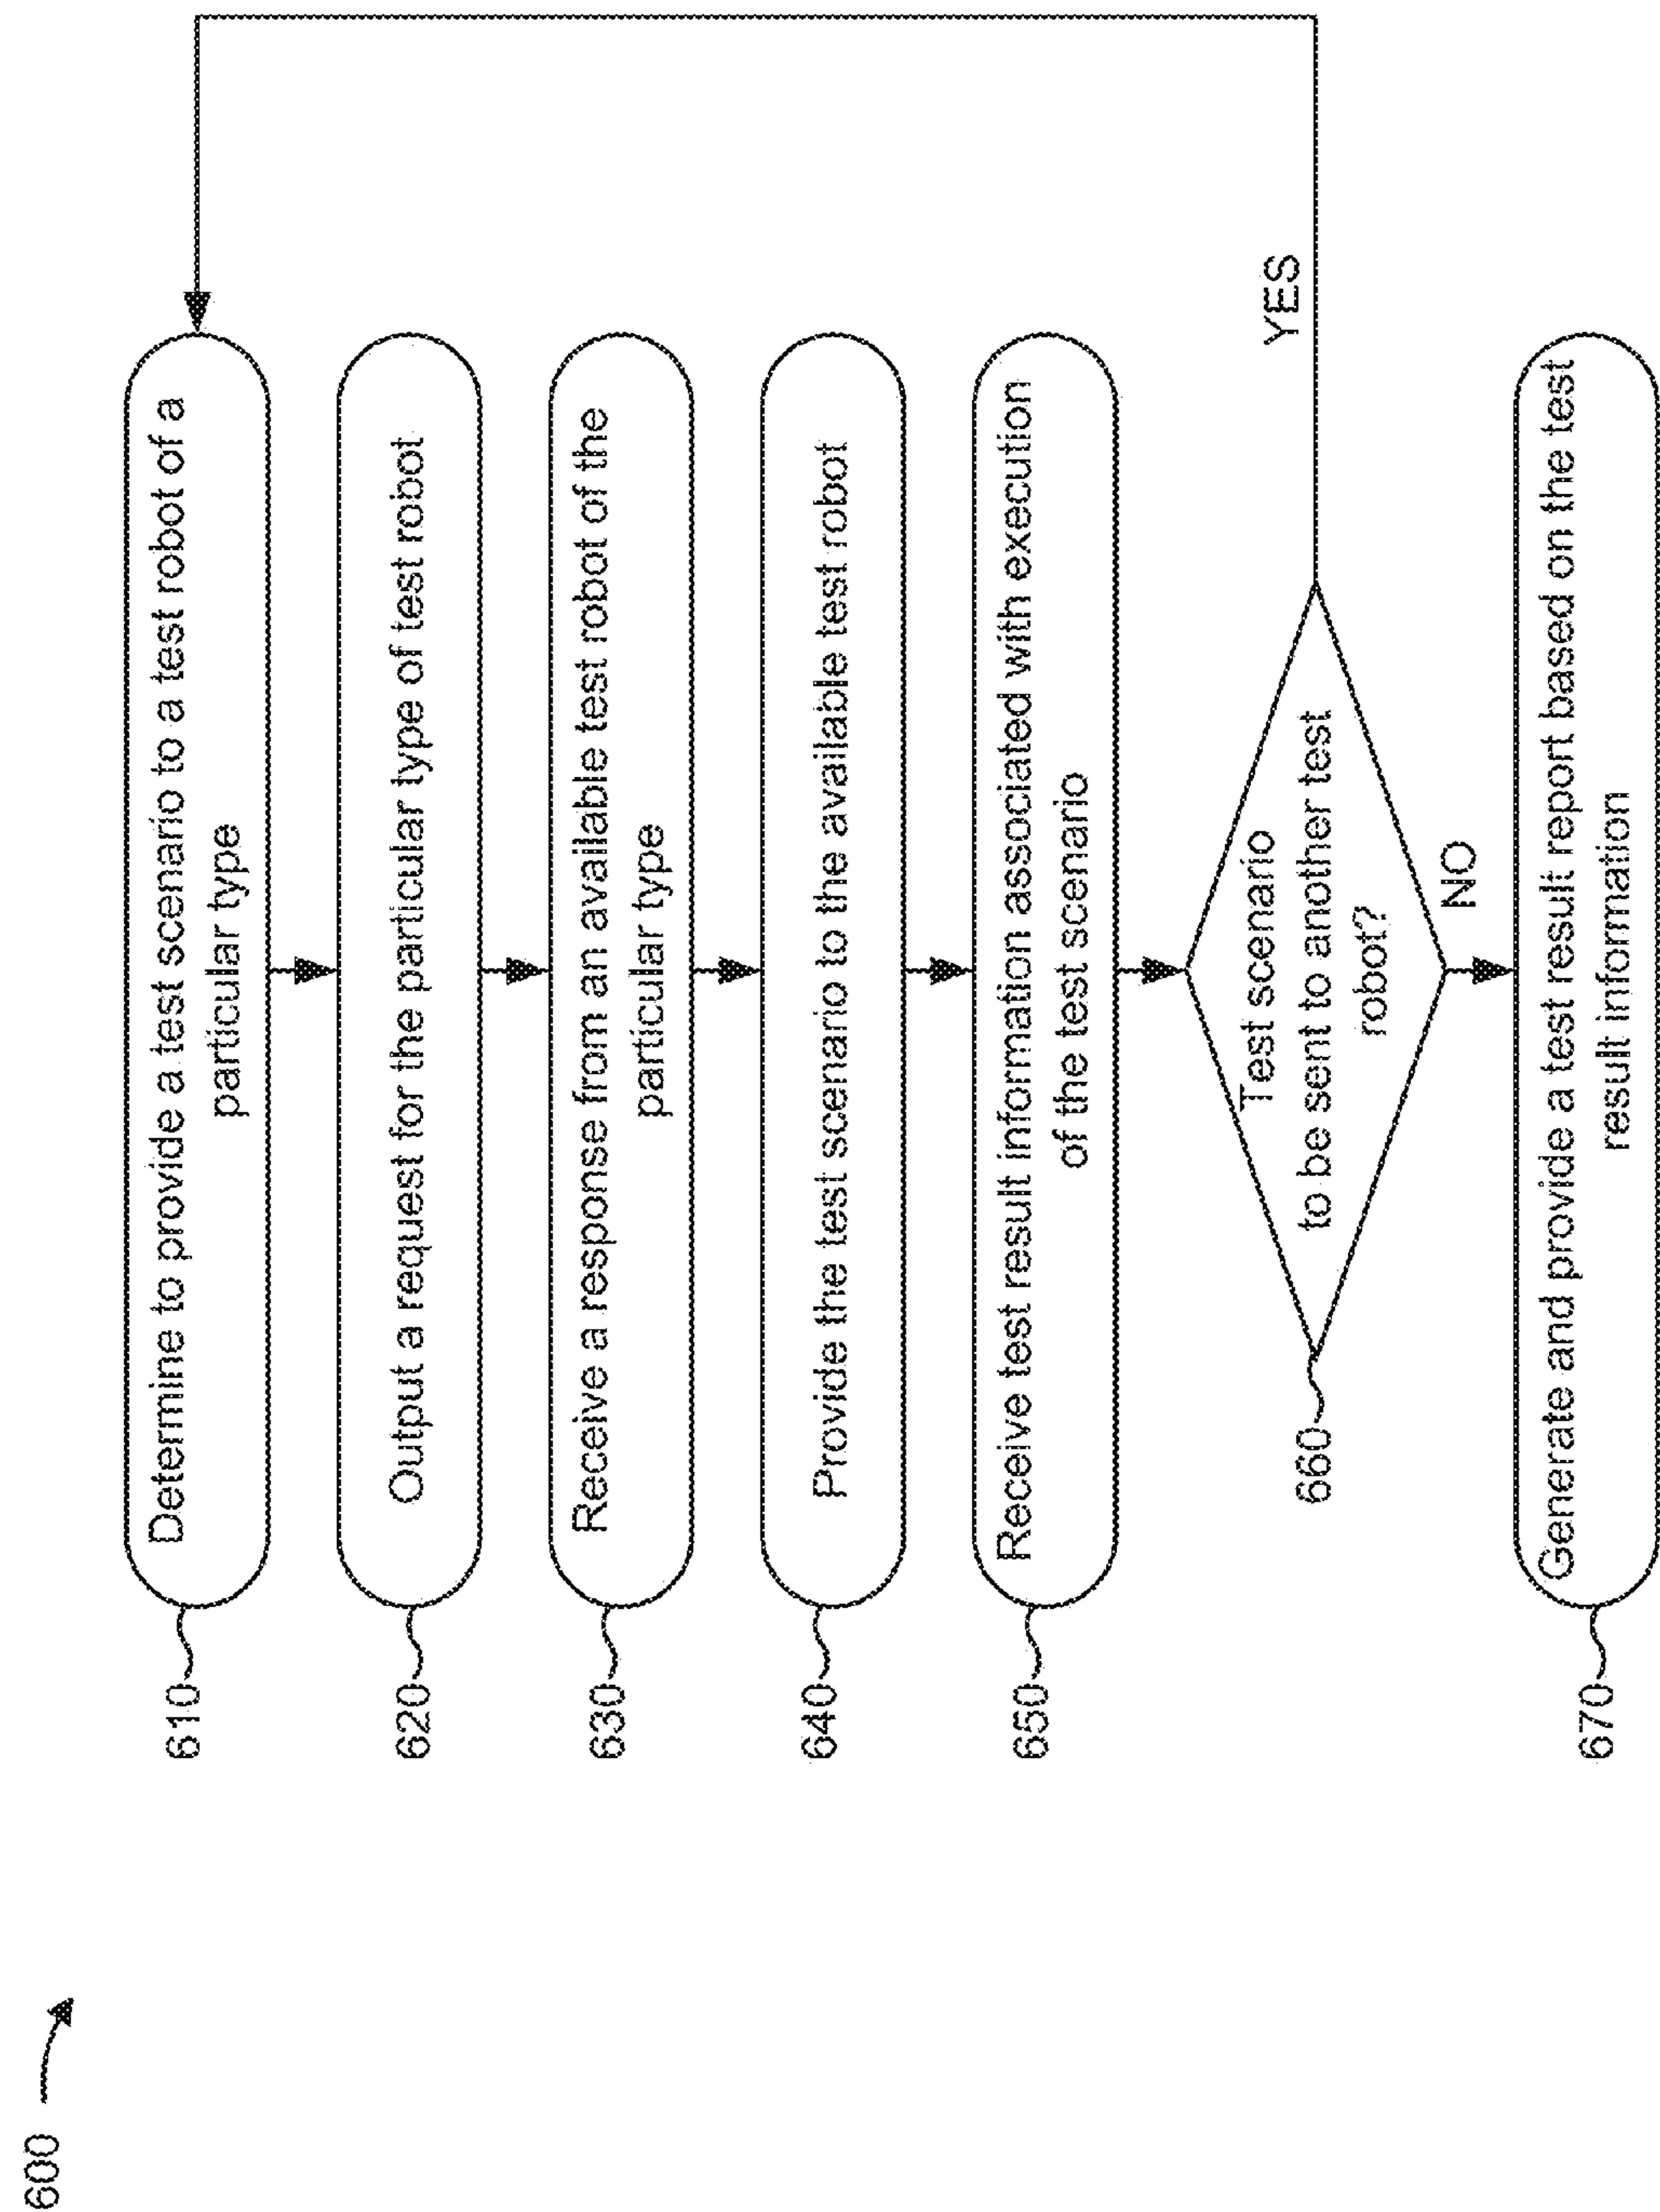 600
610
Determine to provide a test scenario to a test robot of a
particular type
620
Output a request for the particular type of test robot
630
Receive a response from an available test robot of the
particular type
640
Provide the test scenario to the available test robot
650
Receive test result information associated with execution
of the test scenario
660
Test scenario
to be sent to another test
robot?
YES
NO
670
Generate and provide a test result report based on the test
result information